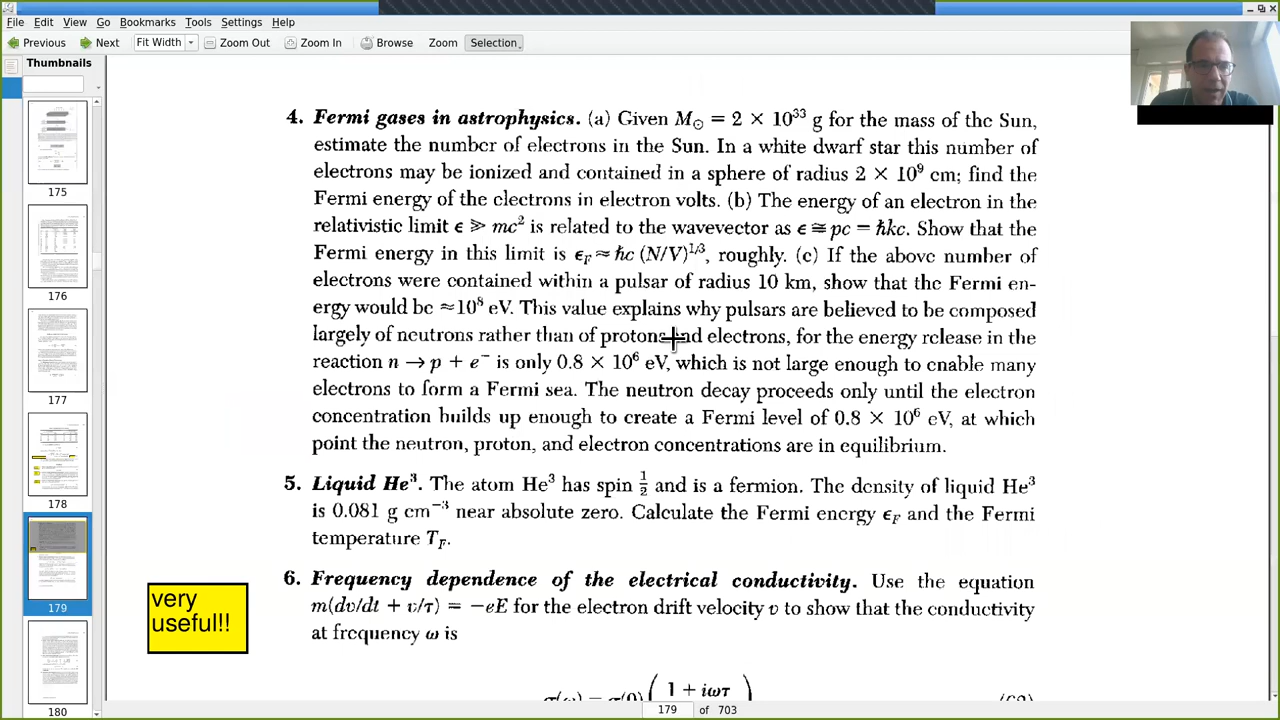 File Edit View Go Bookmarks Tools Settings Help
Previous Next Fit Width Zoom Out Zoom In Browse Zoom Selection
Thumbnails
175
176
177
178
179
180
very
useful!!
4. Fermi gases in astrophysics. (a) Given M⊙ = 2 × 10³³ g for the mass of the Sun,
estimate the number of electrons in the Sun. In a white dwarf star this number of
electrons may be ionized and contained in a sphere of radius 2 × 10⁹ cm; find the
Fermi energy of the electrons in electron volts. (b) The energy of an electron in the
relativistic limit ϵ ≫ mc² is related to the wavevector as ϵ ≅ pc = ħkc. Show that the
Fermi energy in this limit is ϵF ≈ ħc (N/V)^1/3, roughly. (c) If the above number of
electrons were contained within a pulsar of radius 10 km, show that the Fermi en-
ergy would be ≈10⁸ eV. This value explains why pulsars are believed to be composed
largely of neutrons rather than of protons and electrons, for the energy release in the
reaction n → p + e⁻ is only 0.8 × 10⁶ eV, which is not large enough to enable many
electrons to form a Fermi sea. The neutron decay proceeds only until the electron
concentration builds up enough to create a Fermi level of 0.8 × 10⁶ eV, at which
point the neutron, proton, and electron concentrations are in equilibrium.
5. Liquid He³. The atom He³ has spin ½ and is a fermion. The density of liquid He³
is 0.081 g cm⁻³ near absolute zero. Calculate the Fermi energy ϵF and the Fermi
temperature TF.
6. Frequency dependence of the electrical conductivity. Use the equation
m(dv/dt + v/τ) = −eE for the electron drift velocity v to show that the conductivity
at frequency ω is
σ(ω) = σ(0) ( 1 + iωτ )
179 of 703